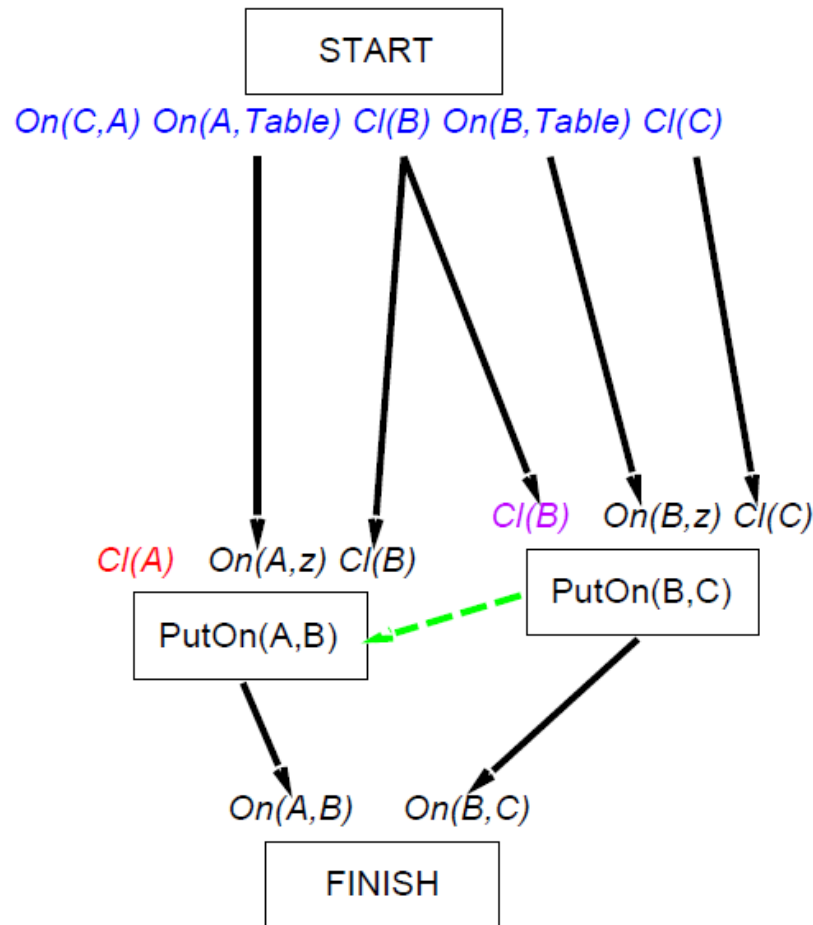 START
On(C,A) On(A,Table) Cl(B) On(B,Table) Cl(C)
Cl(B) On(B,z) Cl(C)
Cl(A) On(A,z) Cl(B)
PutOn(B,C)
PutOn(A,B)
On(A,B) On(B,C)
FINISH